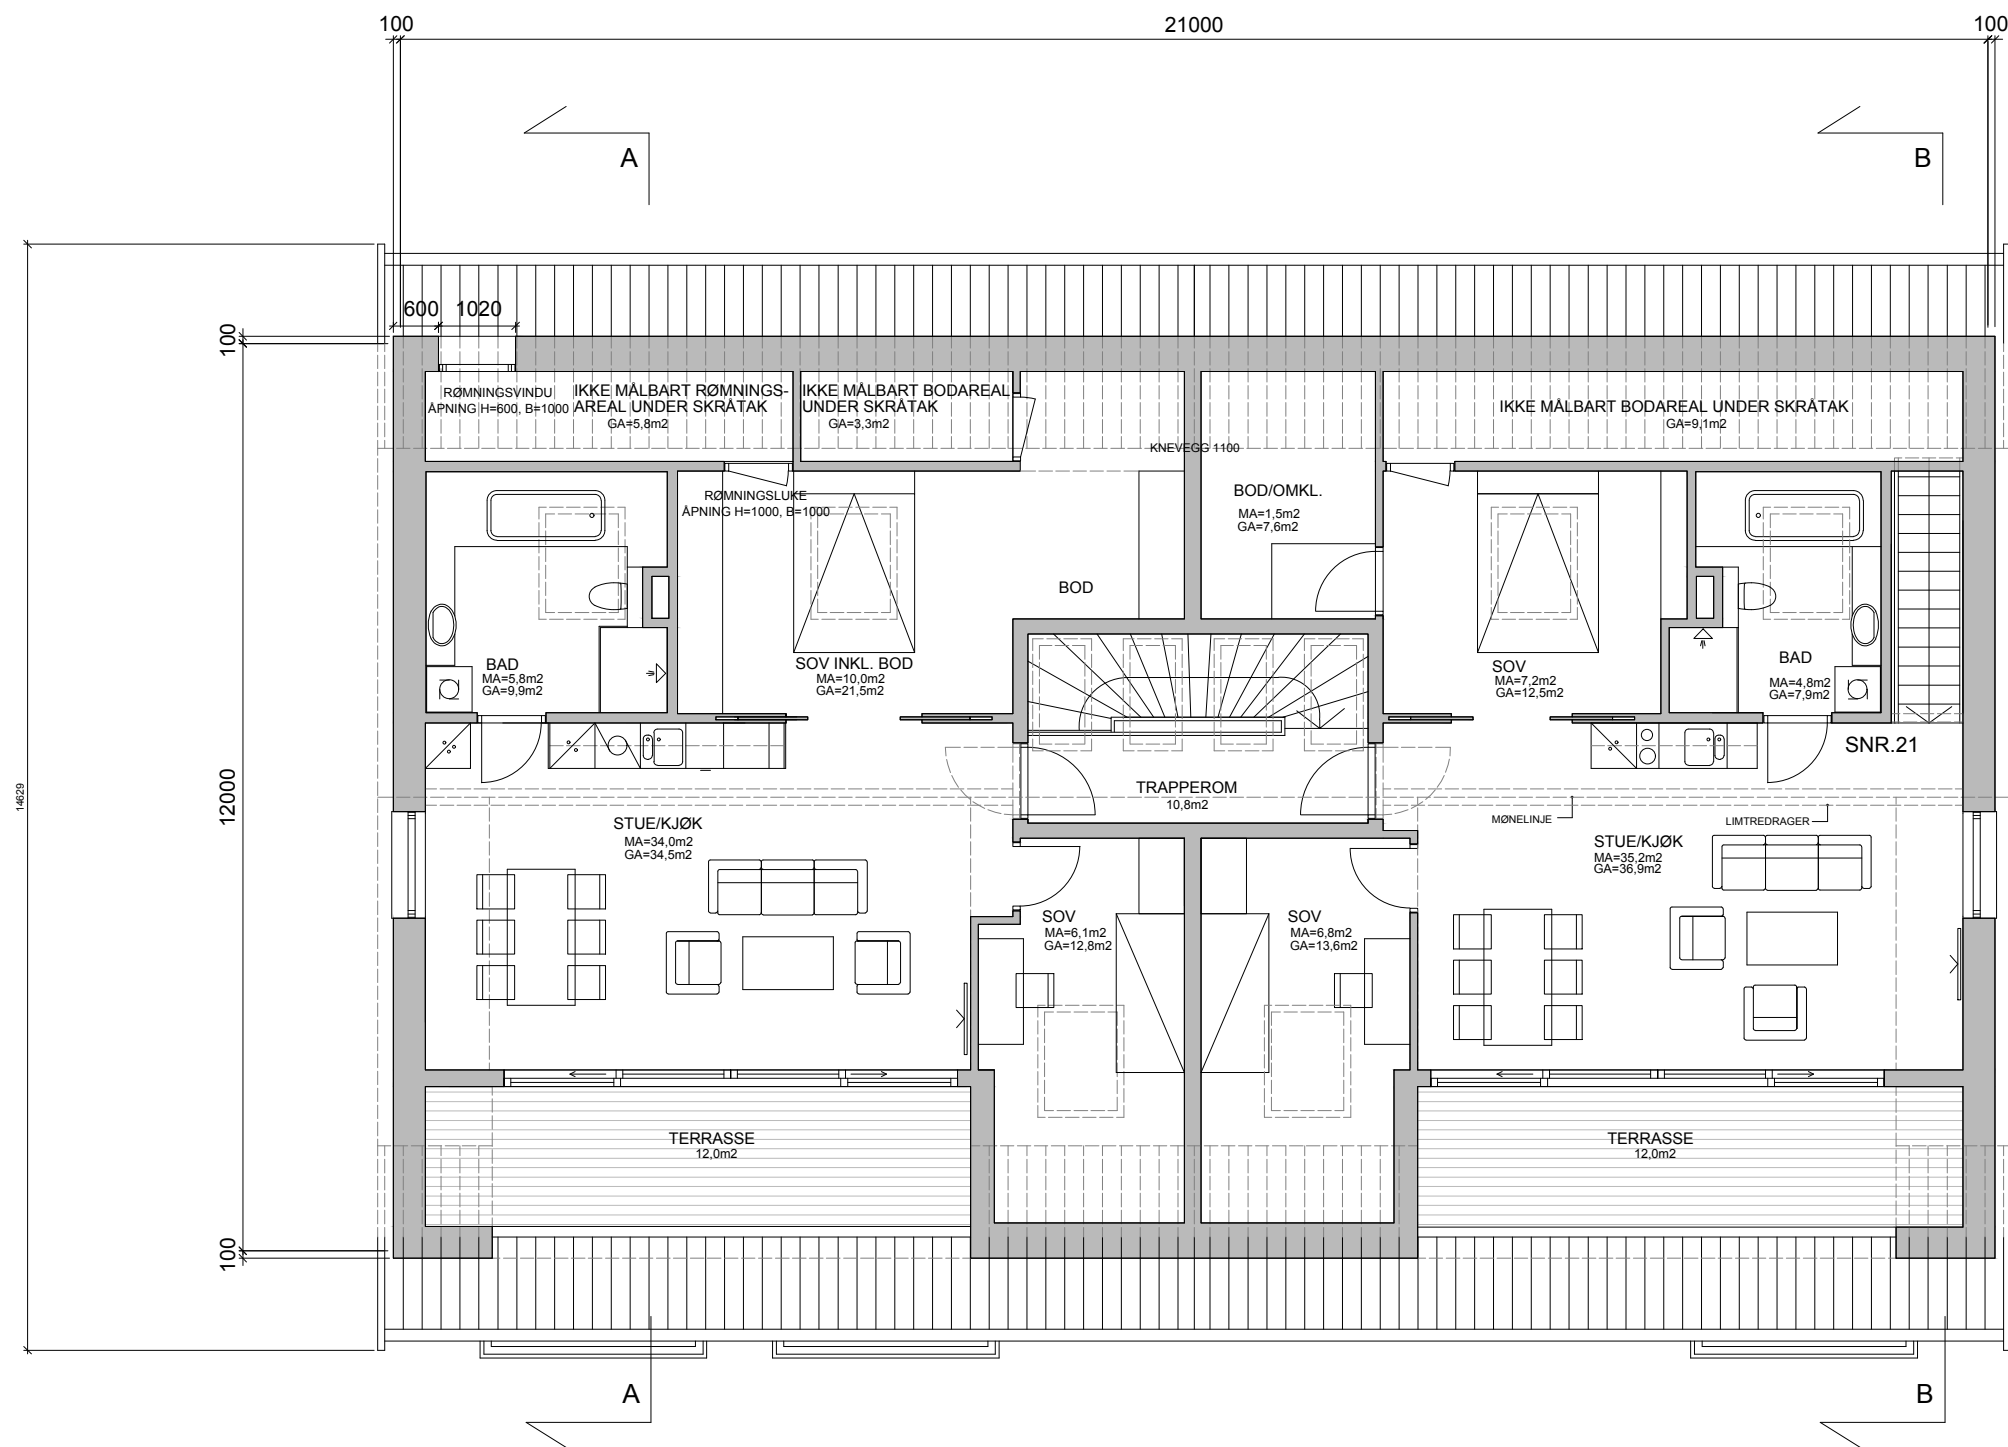 100
21000
100
A
B
600
1020
100
RØMNINGSVINDU
ÅPNING H=600, B=1000
IKKE MÅLBART RØMNINGS-
AREAL UNDER SKRÅTAK
GA=5,8m2
IKKE MÅLBART BODAREAL
UNDER SKRÅTAK
GA=3,3m2
IKKE MÅLBART BODAREAL UNDER SKRÅTAK
GA=9,1m2
KNEVEGG 1100
RØMNINGSLUKE
ÅPNING H=1000, B=1000
BOD/OMKL.
MA=1,5m2
GA=7,6m2
BOD
BAD
MA=5,8m2
GA=9,9m2
SOV INKL. BOD
MA=10,0m2
GA=21,5m2
SOV
MA=7,2m2
GA=12,5m2
BAD
MA=4,8m2
GA=7,9m2
SNR.21
14629
12000
TRAPPEROM
10,8m2
MØNELINJE
LIMTREDRAGER
STUE/KJØK
MA=34,0m2
GA=34,5m2
STUE/KJØK
MA=35,2m2
GA=36,9m2
SOV
MA=6,1m2
GA=12,8m2
SOV
MA=6,8m2
GA=13,6m2
TERRASSE
12,0m2
TERRASSE
12,0m2
100
A
B